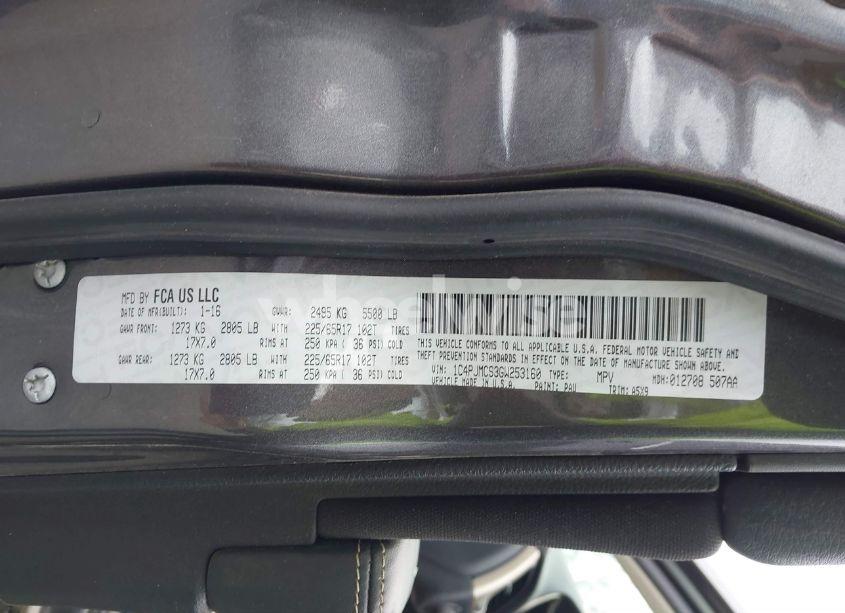 MFD BY FCA US LLC
DATE OF MFR(BUILT): 1-16 GVWR: 2495 KG 5500 LB
GAWR FRONT: 1273 KG 2805 LB WITH 225/65R17 102T TIRES
17X7.0 RIMS AT 250 KPA ( 36 PSI) COLD
GAWR REAR: 1273 KG 2805 LB WITH 225/65R17 102T TIRES
17X7.0 RIMS AT 250 KPA ( 36 PSI) COLD
THIS VEHICLE CONFORMS TO ALL APPLICABLE U.S.A. FEDERAL MOTOR VEHICLE SAFETY AND
THEFT PREVENTION STANDARDS IN EFFECT ON THE DATE OF MANUFACTURE SHOWN ABOVE.
VIN: 1C4PJMCS3GW253160 TYPE: MPV MDH: 012708 507AA
VEHICLE MADE IN U.S.A. PAINT: PAU TRIM: A5X9
wheelwise